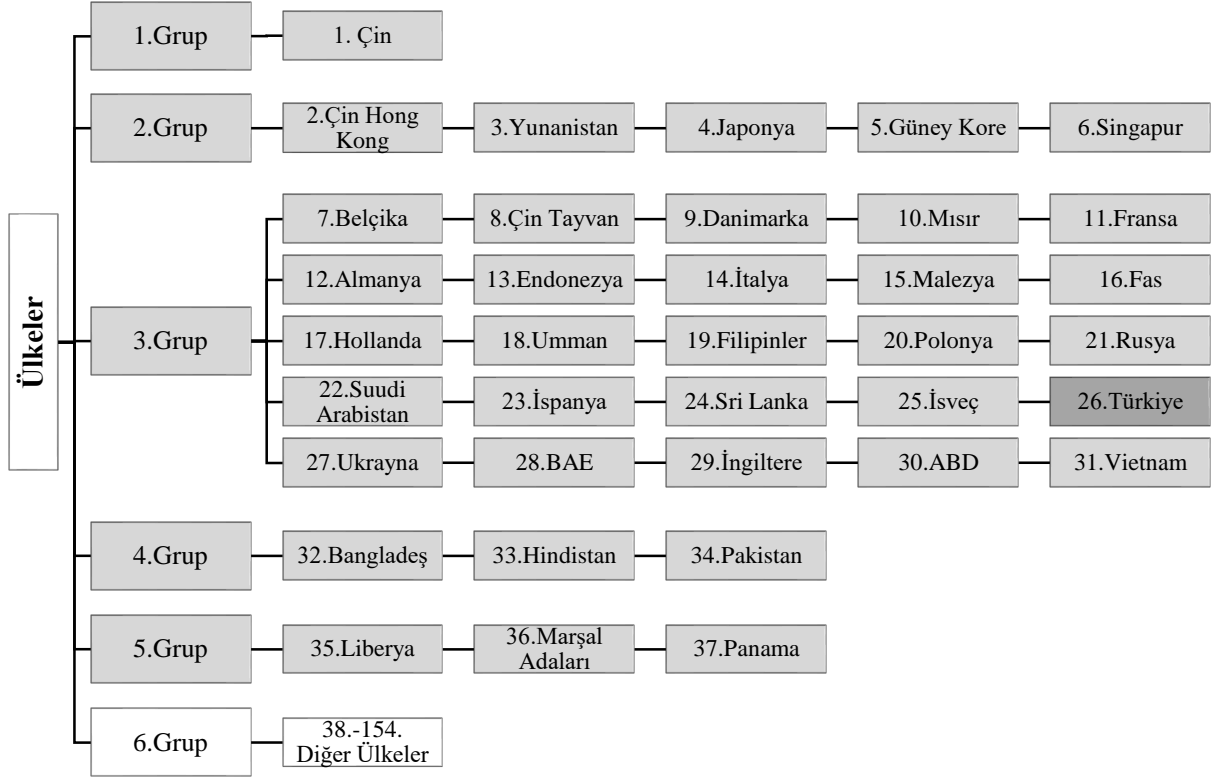 Ülkeler
1.Grup
1. Çin
2.Grup
2.Çin Hong
Kong
3.Yunanistan
4.Japonya
5.Güney Kore
6.Singapur
3.Grup
7.Belçika
8.Çin Tayvan
9.Danimarka
10.Mısır
11.Fransa
12.Almanya
13.Endonezya
14.İtalya
15.Malezya
16.Fas
17.Hollanda
18.Umman
19.Filipinler
20.Polonya
21.Rusya
22.Suudi
Arabistan
23.İspanya
24.Sri Lanka
25.İsveç
26.Türkiye
27.Ukrayna
28.BAE
29.İngiltere
30.ABD
31.Vietnam
4.Grup
32.Bangladeş
33.Hindistan
34.Pakistan
5.Grup
35.Liberya
36.Marşal
Adaları
37.Panama
6.Grup
38.-154.
Diğer Ülkeler